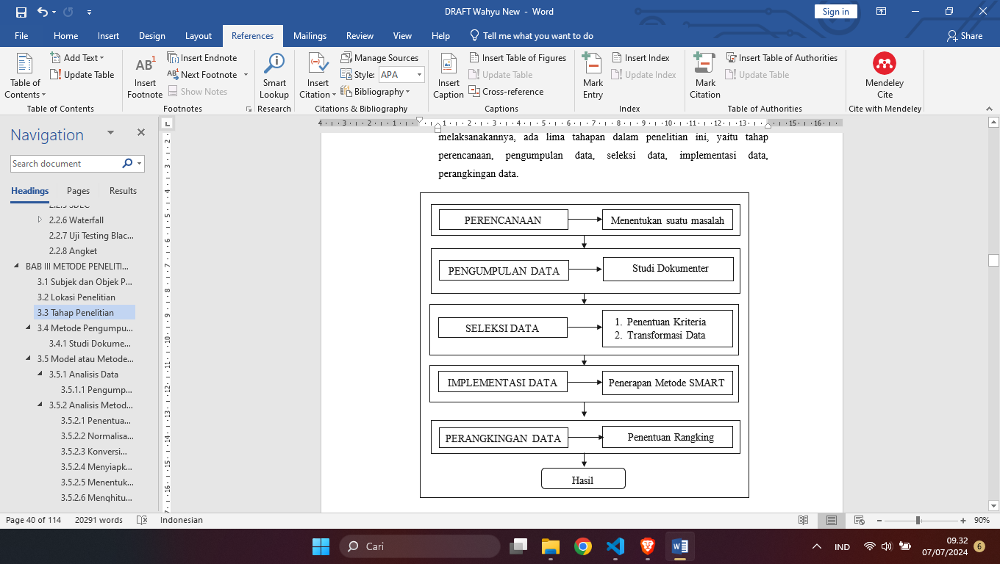 DRAFT Wahyu New - Word
Sign in
File Home Insert Design Layout References Mailings Review View Help Tell me what you want to do Share
Table of Contents
Add Text
Update Table
Table of Contents
AB1
Insert Footnote
Insert Endnote
Next Footnote
Show Notes
Footnotes
Smart Lookup
Research
Insert Citation
Manage Sources
Style: APA
Bibliography
Citations & Bibliography
Insert Caption
Insert Table of Figures
Update Table
Cross-reference
Captions
Mark Entry
Insert Index
Update Index
Index
Mark Citation
Insert Table of Authorities
Update Table
Table of Authorities
Mendeley Cite
Cite with Mendeley
Navigation
Search document
Headings Pages Results
2.2.6 Waterfall
2.2.7 Uji Testing Blac...
2.2.8 Angket
BAB III METODE PENELITI...
3.1 Subjek dan Objek P...
3.2 Lokasi Penelitian
3.3 Tahap Penelitian
3.4 Metode Pengumpu...
3.4.1 Studi Dokume...
3.5 Model atau Metode...
3.5.1 Analisis Data
3.5.1.1 Pengump...
3.5.2 Analisis Metod...
3.5.2.1 Penentua...
3.5.2.2 Normalisa...
3.5.2.3 Konversi...
3.5.2.4 Menyiapk...
3.5.2.5 Menentuk...
3.5.2.6 Menghitu...
melaksanakannya, ada lima tahapan dalam penelitian ini, yaitu tahap
perencanaan, pengumpulan data, seleksi data, implementasi data,
perangkingan data.
PERENCANAAN
Menentukan suatu masalah
PENGUMPULAN DATA
Studi Dokumenter
SELEKSI DATA
1. Penentuan Kriteria
2. Transformasi Data
IMPLEMENTASI DATA
Penerapan Metode SMART
PERANGKINGAN DATA
Penentuan Rangking
Hasil
Page 40 of 114 20291 words Indonesian
90%
Cari
IND
09.32
07/07/2024
6